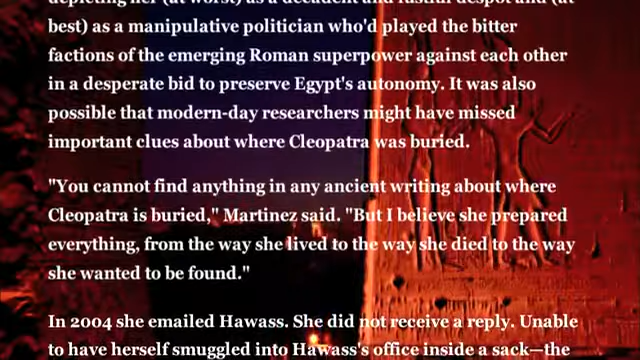 depicting her (at worst) as a decadent and lustful despot and (at
best) as a manipulative politician who'd played the bitter
factions of the emerging Roman superpower against each other
in a desperate bid to preserve Egypt's autonomy. It was also
possible that modern-day researchers might have missed
important clues about where Cleopatra was buried.
"You cannot find anything in any ancient writing about where
Cleopatra is buried," Martinez said. "But I believe she prepared
everything, from the way she lived to the way she died to the way
she wanted to be found."
In 2004 she emailed Hawass. She did not receive a reply. Unable
to have herself smuggled into Hawass's office inside a sack—the